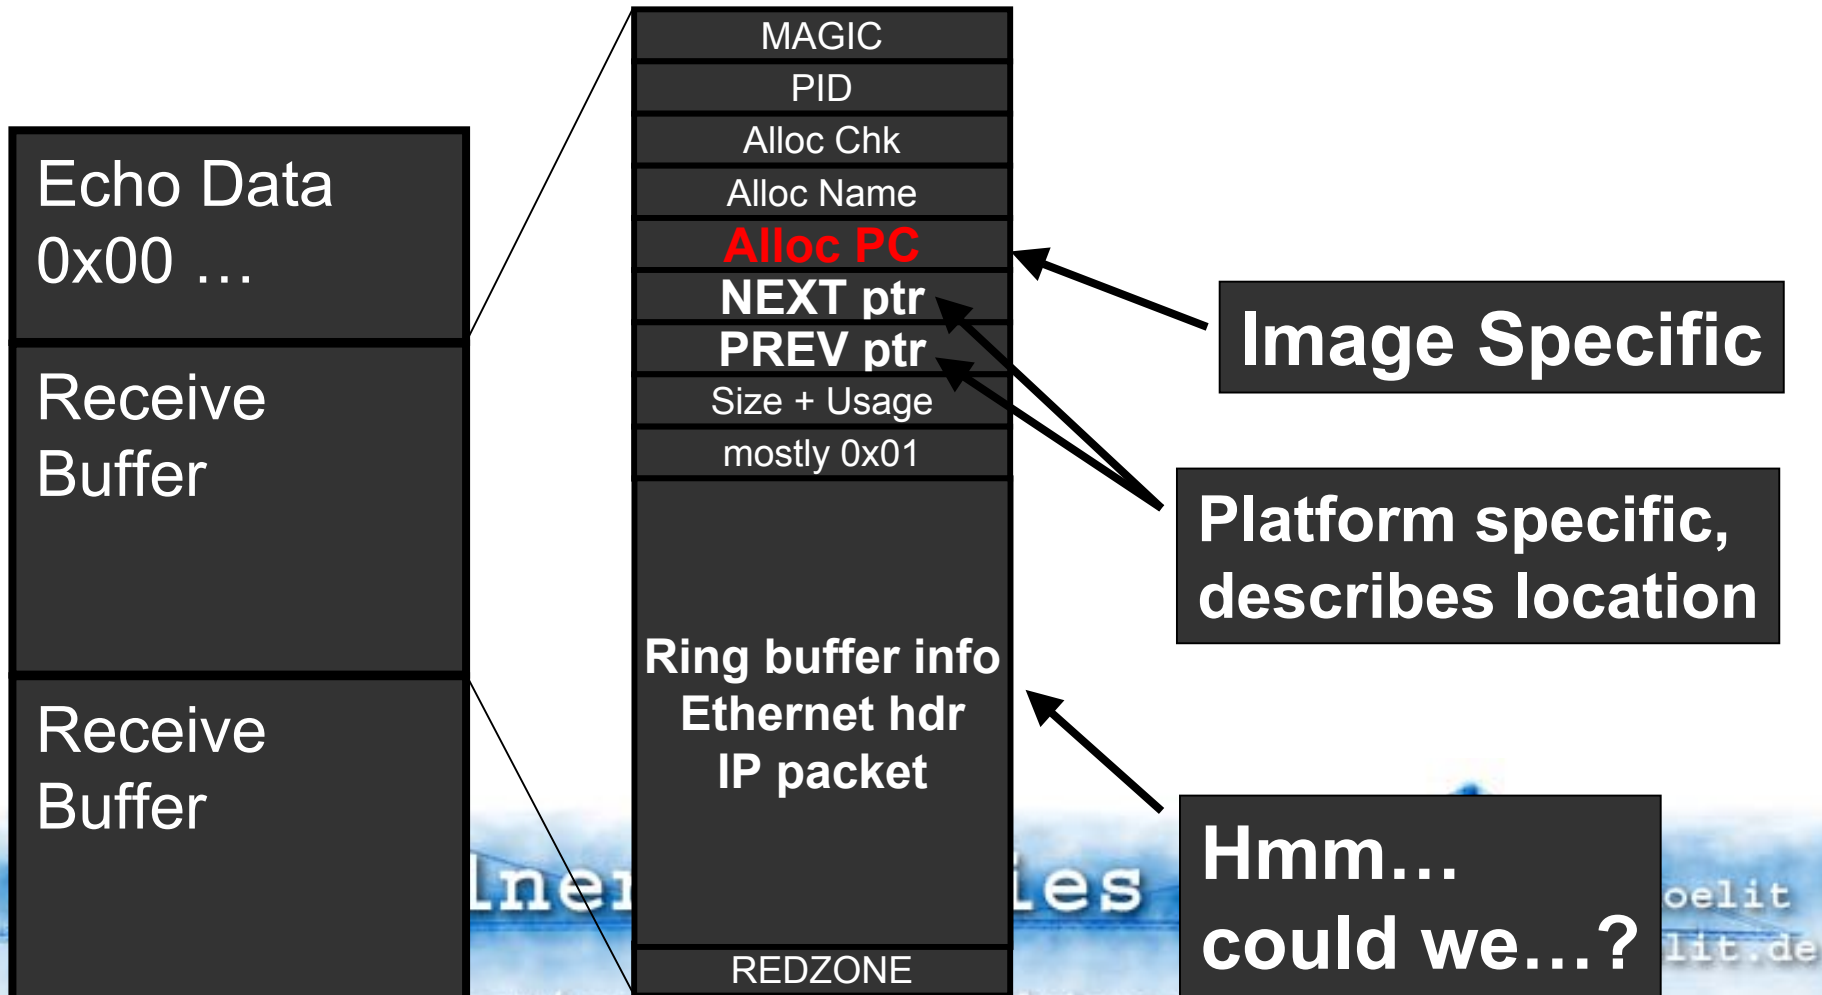 Echo Data
0x00 …
Receive
Buffer
Receive
Buffer
MAGIC
PID
Alloc Chk
Alloc Name
Alloc PC
NEXT ptr
PREV ptr
Size + Usage
mostly 0x01
Ring buffer info
Ethernet hdr
IP packet
REDZONE
Image Specific
Platform specific,
describes location
Hmm…
could we…?